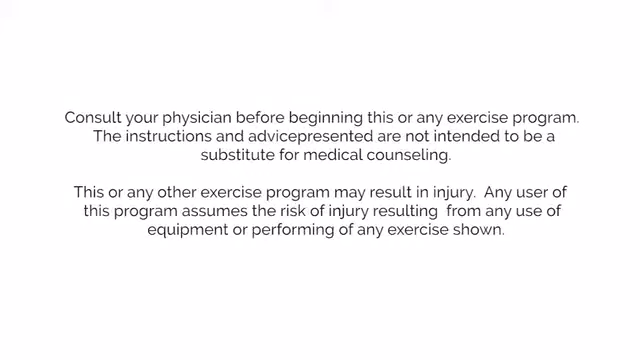 Consult your physician before beginning this or any exercise program.
The instructions and advicepresented are not intended to be a
substitute for medical counseling.
This or any other exercise program may result in injury.  Any user of
this program assumes the risk of injury resulting  from any use of
equipment or performing of any exercise shown.